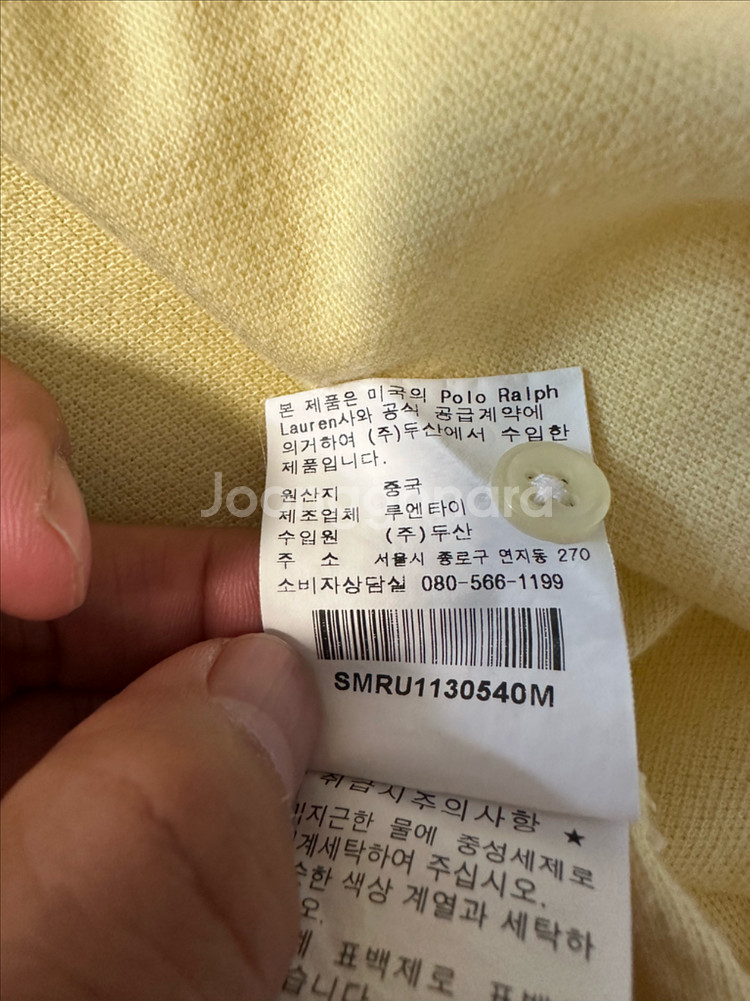 본 제품은 미국의 Polo Ralph
Lauren사와 공식 공급계약에
의거하여 (주)두산에서 수입한
제품입니다.
원산지 중국
Joonggonara
제조업체 루엔타이
수입원 (주)두산
주 소 서울시 종로구 연지동 270
소비자상담실 080-566-1199
SMRU1130540M
취급시주의사항 ★
미지근한 물에 중성세제로
세탁하여 주십시오.
색상 계열과 세탁하
오.
표백제로
습니다